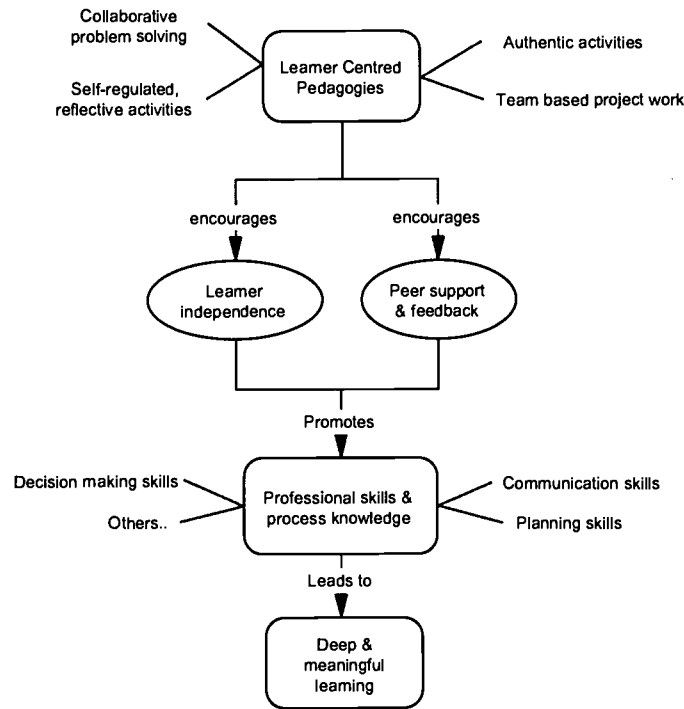 Collaborative
problem solving
Self-regulated,
reflective activities
Learner Centred
Pedagogies
Authentic activities
Team based project work
encourages
encourages
Learner
independence
Peer support
& feedback
Promotes
Decision making skills
Others..
Professional skills &
process knowledge
Communication skills
Planning skills
Leads to
Deep &
meaningful
learning